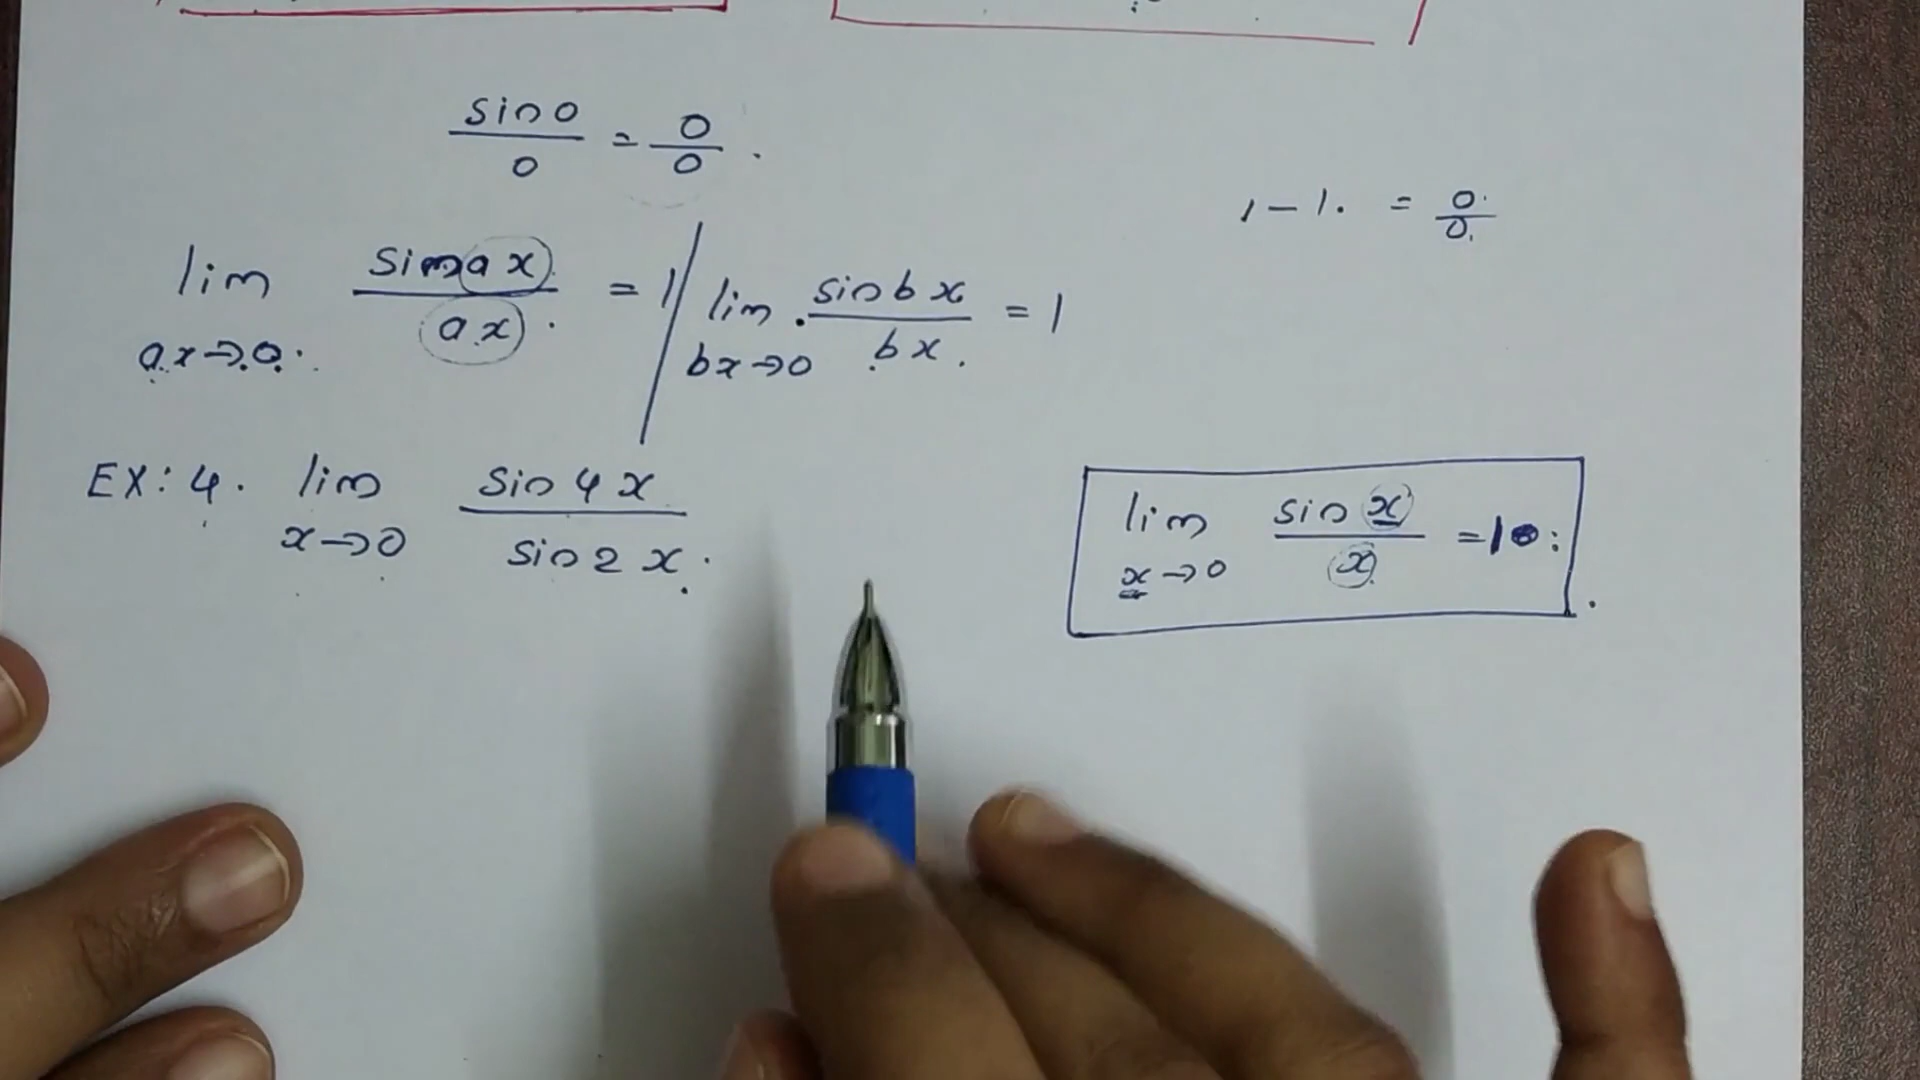 sin 0 / 0 = 0 / 0 .
1 - 1. = 0 / 0.
lim ax→0. sin ax / ax . = 1
lim bx→0 sin bx / bx . = 1
EX: 4. lim x→0 sin 4x / sin 2x .
lim x→0 sin x / x = 1